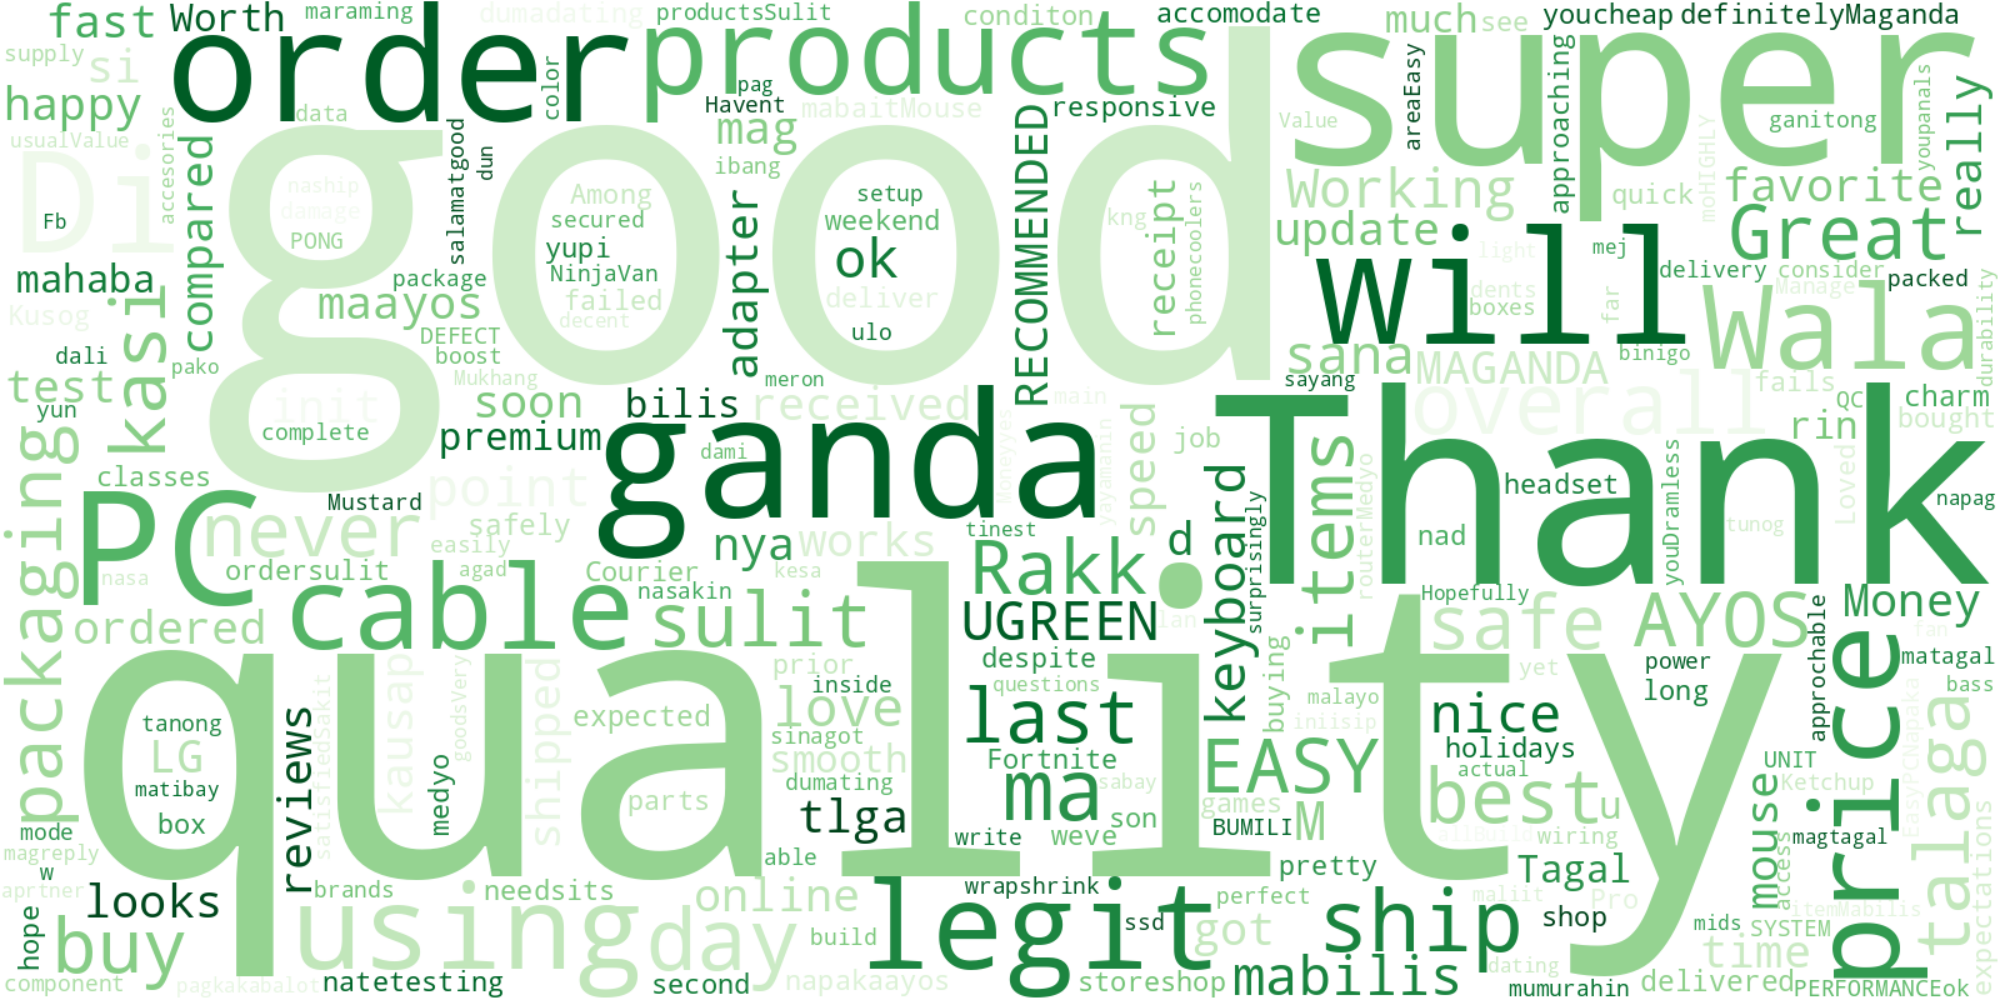 fast
Worth
maraming
dumadating
productsSulit
conditon
accomodate
much
see
youcheap
definitelyMaganda
supply
si
order
color
products
super
areaEasy
approaching
happy
data
pag
Havent
mabaitMouse
responsive
Value
ganitong
youpanals
really
usualValue
accesories
compared
salamatgood
dun
good
mag
ibang
RECOMMENDED
moHIGHLY
Di
Fb
naship
damage
PONG
Among
secured
yupi
NinjaVan
failed
decent
setup
weekend
ok
deliver
ulo
kng
receipt
phonecoolers
Working
quick
favorite
update
Great
mahaba
kasi
maayos
package
adapter
will
light
mej
delivery
consider
Manage
packed
Kusog
DEFECT
boost
dents
boxes
far
Wala
durability
dali
pako
Mukhang
meron
sana
sayang
MAGANDA
binigo
fails
test
yun
init
complete
soon
bilis
received
main
overall
QC
charm
bought
premium
ganda
dami
Moneyyes
yayamanin
speed
job
Thank
rin
classes
Mustard
point
packaging
PC
never
safely
easily
nya
works
tinest
Rakk
d
keyboard
surprisingly
items
routerMedyo
headset
nad
youDramless
tunog
Loved
napag
nasa
ordersulit
agad
Courier
nasakin
kesa
UGREEN
lan
Hopefully
ordered
cable
sulit
safe
AYOS
approchable
Money
fan
quality
despite
questions
buying
malayo
iniisip
yet
power
long
price
matagal
bass
prior
inside
love
sinagot
smooth
tanong
LG
matibay
box
reviews
satisfiedSakit
kausap
medyo
goodsVery
shipped
expected
parts
dumating
tlga
last
Fortnite
ma
sabay
son
weve
write
EASY
games
BUMILI
M
nice
holidays
actual
best
u
allBuild
wiring
UNIT
Ketchup
mouse
access
magtagal
EasyPCNapaka
talaga
expectations
mode
magreply
w
aprtner
looks
able
wrapshrink
pretty
Tagal
brands
needsits
online
legit
ssd
perfect
got
ship
maliit
Pro
shop
itemMabilis
hope
buy
using
day
build
mids
SYSTEM
time
component
pagkakabalot
natetesting
second
napakaayos
storeshop
mabilis
dating
mumurahin
delivered
PERFORMANCEok